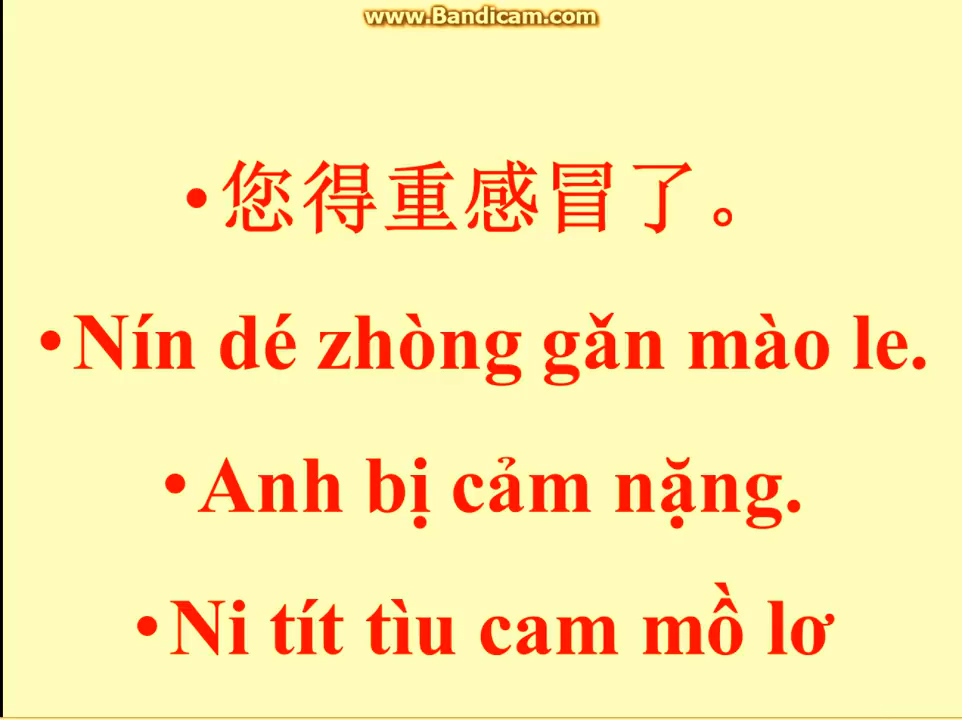 www.Bandicam.com
•您得重感冒了。
•Nín dé zhòng gǎn mào le.
•Anh bị cảm nặng.
•Ni tít tìu cam mồ lơ